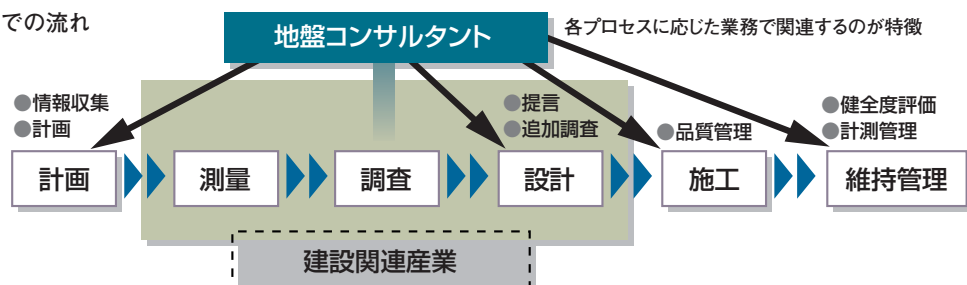 での流れ
地盤コンサルタント
各プロセスに応じた業務で関連するのが特徴
●情報収集
●計画
●提言
●追加調査
●品質管理
●健全度評価
●計測管理
計画
測量
調査
設計
施工
維持管理
建設関連産業